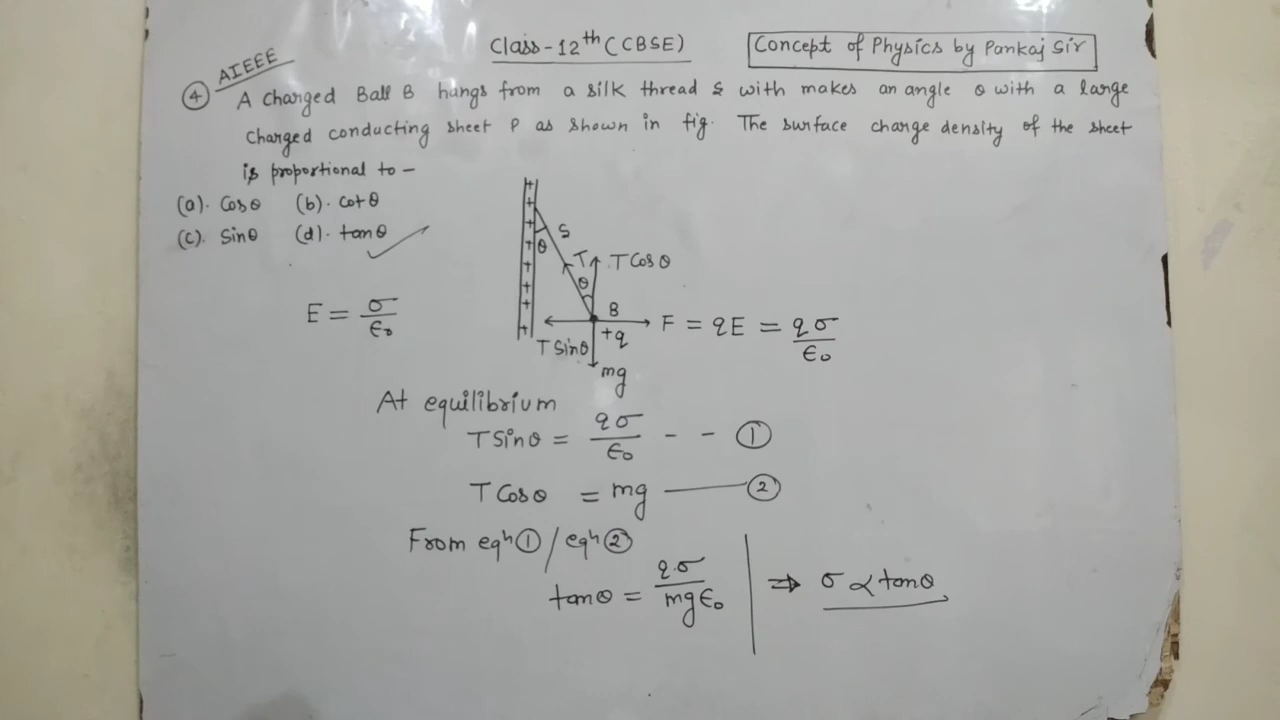 Class-12th (CBSE)
Concept of Physics by Pankaj Sir
AIEEE
(4) A Charged Ball B hangs from a silk thread S with makes an angle θ with a large
Charged conducting sheet P as shown in fig. The surface charge density of the sheet
is proportional to -
(a). Cosθ (b). Cotθ
(c). Sinθ (d). tanθ
+ + + + + + + +
θ S
T T Cosθ
θ
B
E = σ/ϵ₀
+q F = qE = qσ/ϵ₀
T Sinθ
mg
At equilibrium
T Sinθ = qσ/ϵ₀ - - (1)
T Cosθ = mg —— (2)
From eqⁿ(1) / eqⁿ(2)
tanθ = q.σ/mgϵ₀ ⇒ σ ∝ tanθ